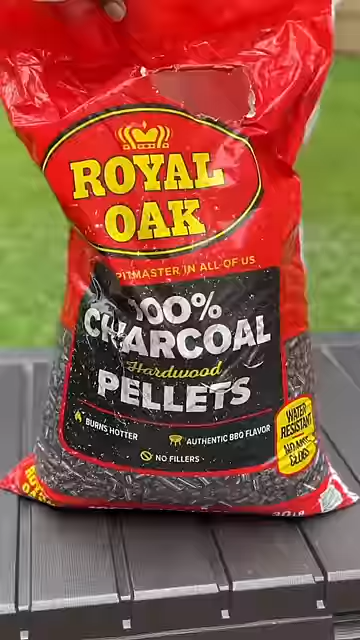 ROYAL
OAK
PITMASTER IN ALL OF US
100%
CHARCOAL
Hardwood
PELLETS
BURNS HOTTER
AUTHENTIC BBQ FLAVOR
NO FILLERS
WATER
RESISTANT